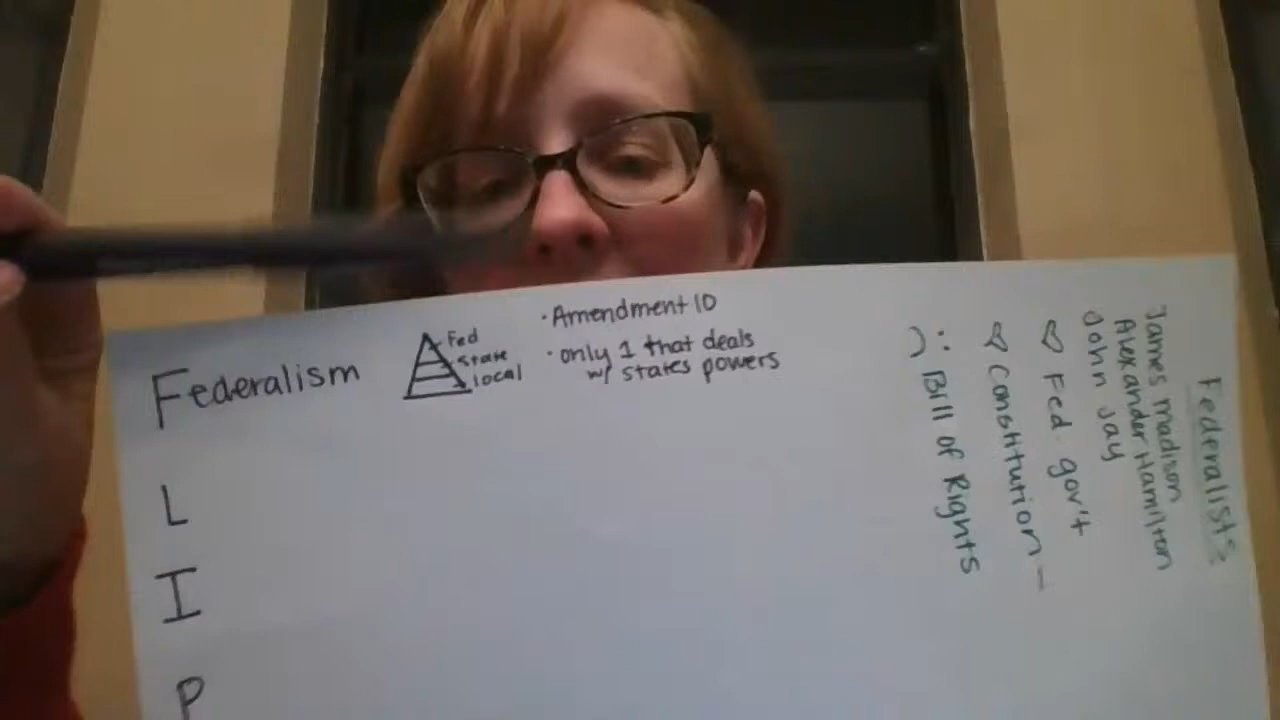 Federalism
Fed
State
local
· Amendment 10
· only 1 that deals
w/ states powers
L
I
P
Federalists
James madison
Alexander Hamilton
John Jay
♡ Fed. gov't
♡ Constitution -
:( Bill of Rights